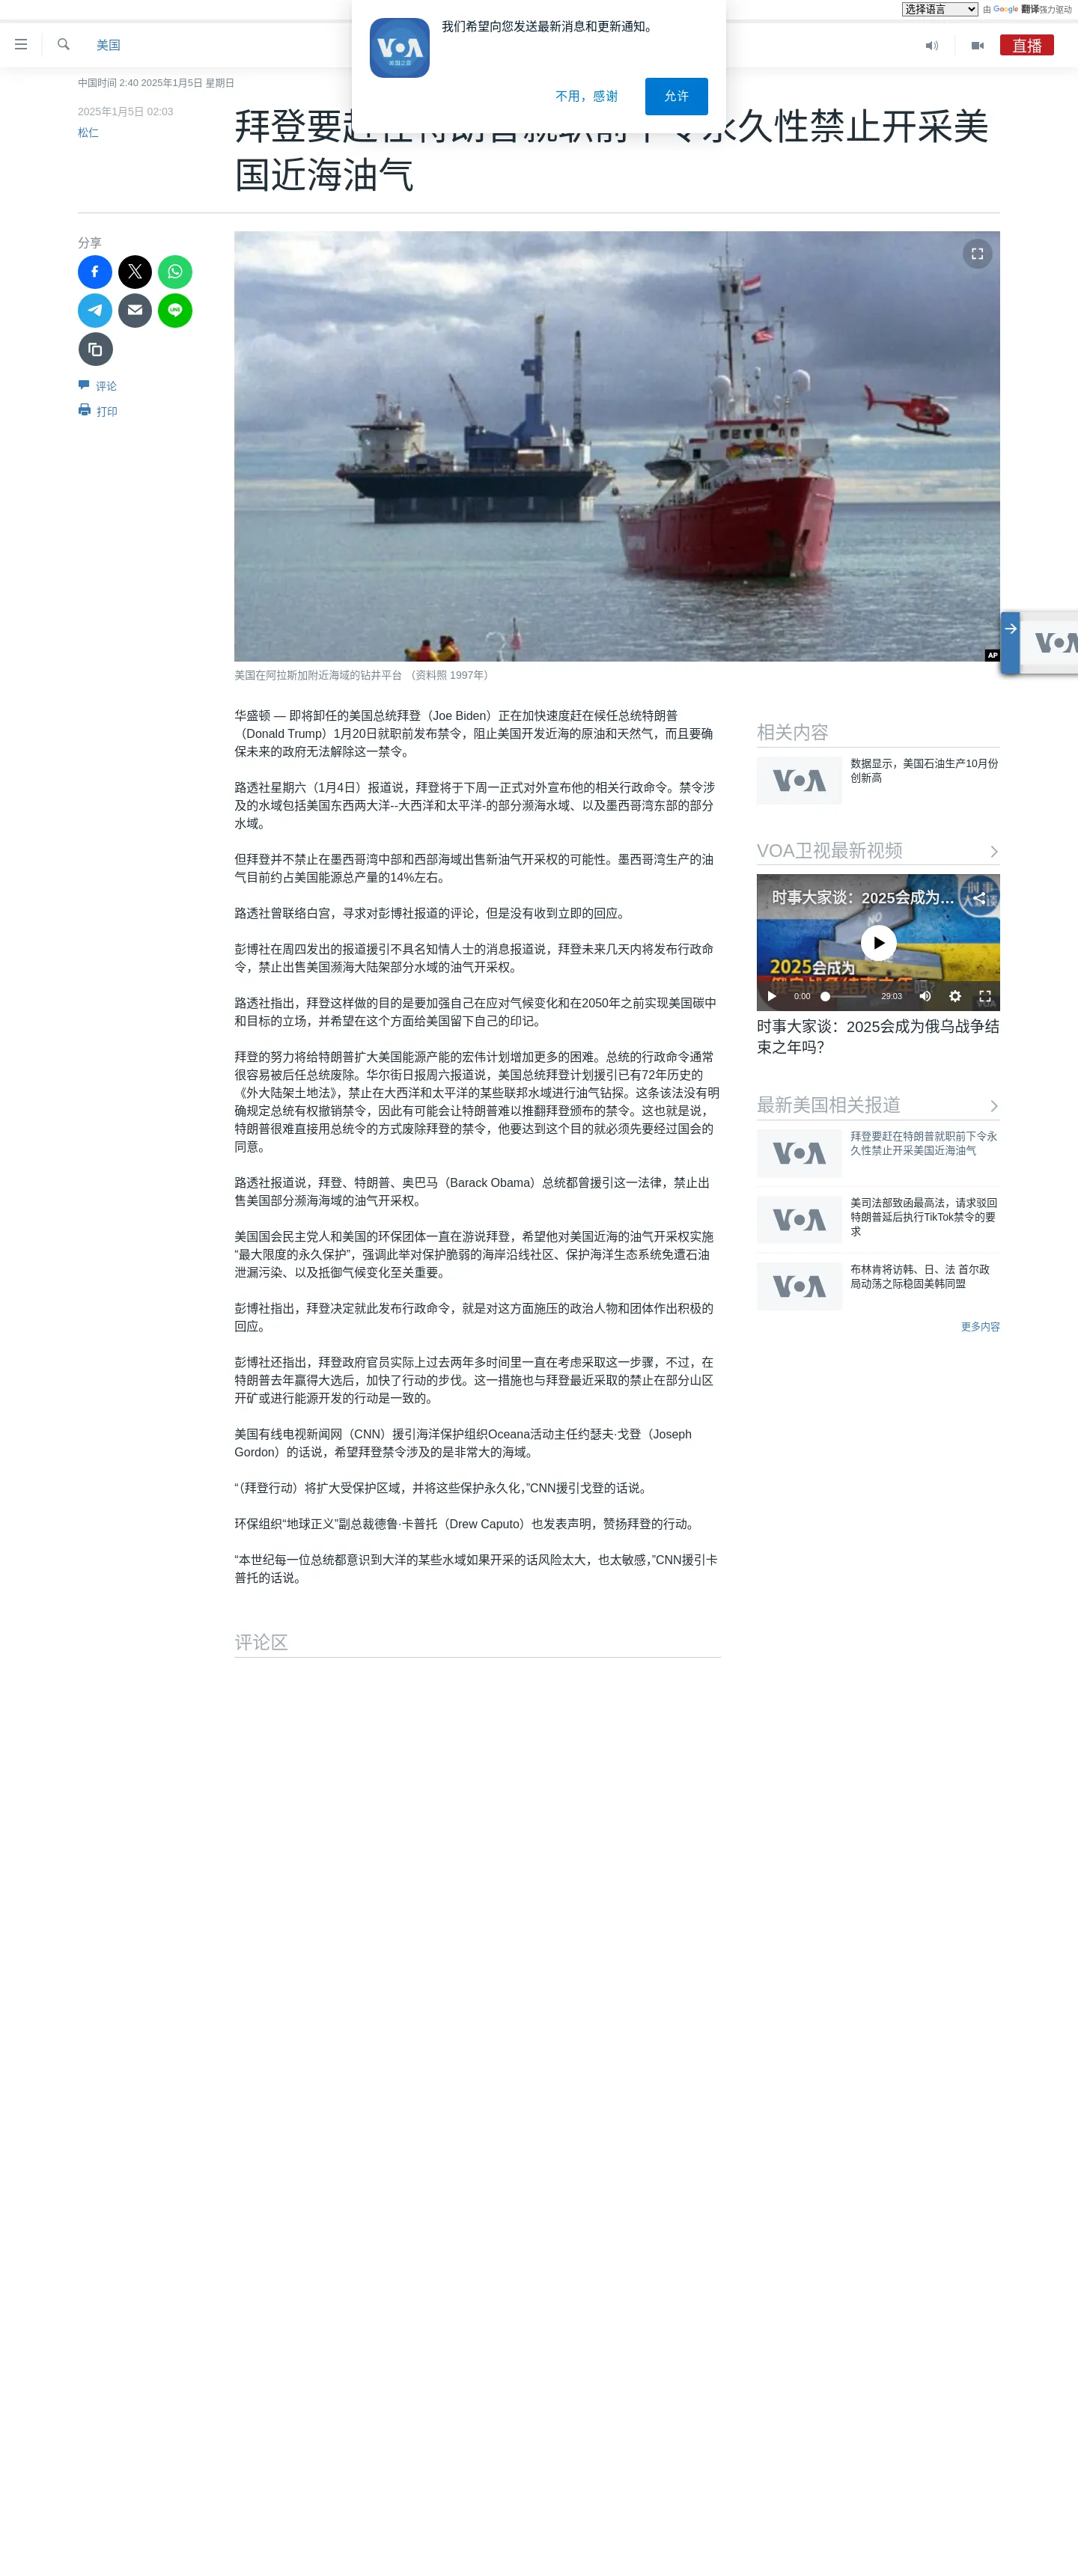 选择语言
由 Google 翻译强力驱动
美国
直播
我们希望向您发送最新消息和更新通知。
VOA
美国之音
不用，感谢
允许
中国时间 2:40 2025年1月5日 星期日
2025年1月5日 02:03
松仁
永久性禁止开采美
国近海油气
分享
LINE
评论
打印
AP
美国在阿拉斯加附近海域的钻井平台 （资料照 1997年）
VOA
华盛顿 — 即将卸任的美国总统拜登（Joe Biden）正在加快速度赶在候任总统特朗普
（Donald Trump）1月20日就职前发布禁令，阻止美国开发近海的原油和天然气，而且要确
保未来的政府无法解除这一禁令。
路透社星期六（1月4日）报道说，拜登将于下周一正式对外宣布他的相关行政命令。禁令涉
及的水域包括美国东西两大洋--大西洋和太平洋-的部分濒海水域、以及墨西哥湾东部的部分
水域。
但拜登并不禁止在墨西哥湾中部和西部海域出售新油气开采权的可能性。墨西哥湾生产的油
气目前约占美国能源总产量的14%左右。
路透社曾联络白宫，寻求对彭博社报道的评论，但是没有收到立即的回应。
彭博社在周四发出的报道援引不具名知情人士的消息报道说，拜登未来几天内将发布行政命
令，禁止出售美国濒海大陆架部分水域的油气开采权。
路透社指出，拜登这样做的目的是要加强自己在应对气候变化和在2050年之前实现美国碳中
和目标的立场，并希望在这个方面给美国留下自己的印记。
拜登的努力将给特朗普扩大美国能源产能的宏伟计划增加更多的困难。总统的行政命令通常
很容易被后任总统废除。华尔街日报周六报道说，美国总统拜登计划援引已有72年历史的
《外大陆架土地法》，禁止在大西洋和太平洋的某些联邦水域进行油气钻探。这条该法没有明
确规定总统有权撤销禁令，因此有可能会让特朗普难以推翻拜登颁布的禁令。这也就是说，
特朗普很难直接用总统令的方式废除拜登的禁令，他要达到这个目的就必须先要经过国会的
同意。
路透社报道说，拜登、特朗普、奥巴马（Barack Obama）总统都曾援引这一法律，禁止出
售美国部分濒海海域的油气开采权。
美国国会民主党人和美国的环保团体一直在游说拜登，希望他对美国近海的油气开采权实施
“最大限度的永久保护”，强调此举对保护脆弱的海岸沿线社区、保护海洋生态系统免遭石油
泄漏污染、以及抵御气候变化至关重要。
彭博社指出，拜登决定就此发布行政命令，就是对这方面施压的政治人物和团体作出积极的
回应。
彭博社还指出，拜登政府官员实际上过去两年多时间里一直在考虑采取这一步骤，不过，在
特朗普去年赢得大选后，加快了行动的步伐。这一措施也与拜登最近采取的禁止在部分山区
开矿或进行能源开发的行动是一致的。
美国有线电视新闻网（CNN）援引海洋保护组织Oceana活动主任约瑟夫·戈登（Joseph
Gordon）的话说，希望拜登禁令涉及的是非常大的海域。
“（拜登行动）将扩大受保护区域，并将这些保护永久化，”CNN援引戈登的话说。
环保组织“地球正义”副总裁德鲁·卡普托（Drew Caputo）也发表声明，赞扬拜登的行动。
“本世纪每一位总统都意识到大洋的某些水域如果开采的话风险太大，也太敏感，”CNN援引卡
普托的话说。
评论区
相关内容
VOA
数据显示，美国石油生产10月份
创新高
VOA卫视最新视频
时事大家谈：2025会成为…
时事
大家谈
NO
2025会成为
俄乌战争结束之年吗?
0:00
29:03
VOA
时事大家谈：2025会成为俄乌战争结
束之年吗？
最新美国相关报道
VOA
拜登要赶在特朗普就职前下令永
久性禁止开采美国近海油气
VOA
美司法部致函最高法，请求驳回
特朗普延后执行TikTok禁令的要
求
VOA
布林肯将访韩、日、法 首尔政
局动荡之际稳固美韩同盟
更多内容